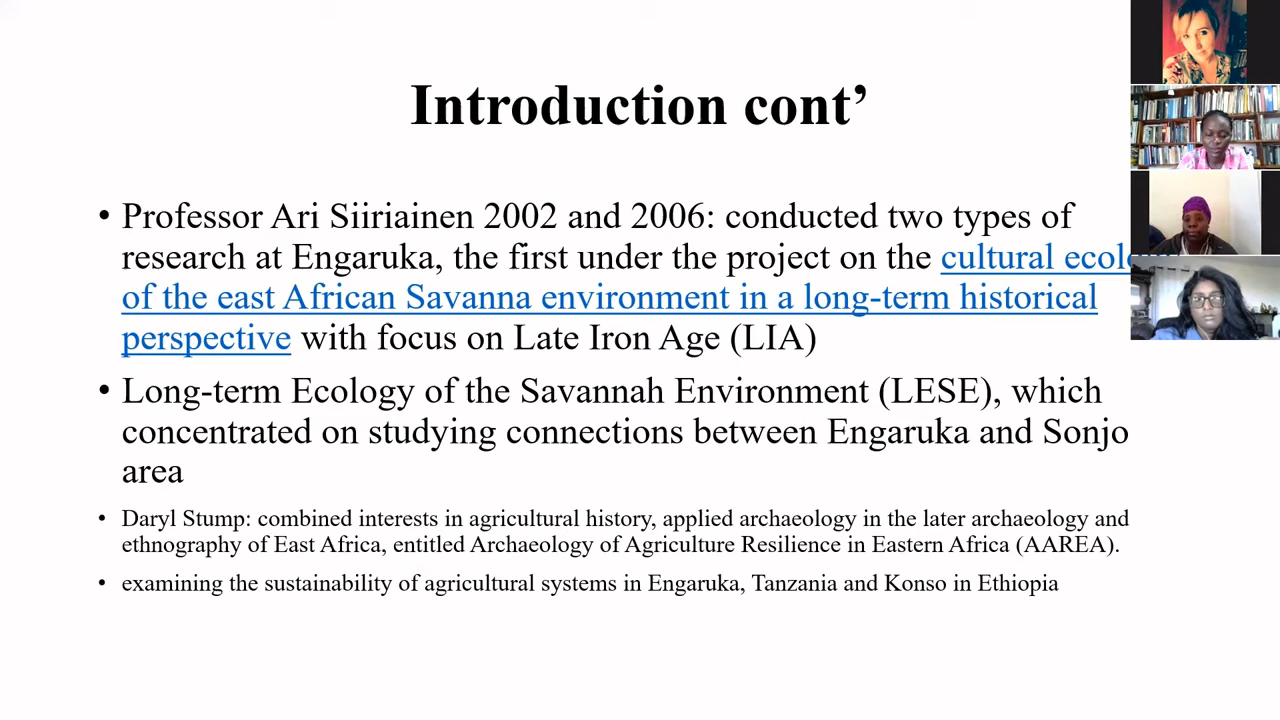 Introduction cont’
• Professor Ari Siiriainen 2002 and 2006: conducted two types of
research at Engaruka, the first under the project on the cultural
of the east African Savanna environment in a long-term historical
perspective with focus on Late Iron Age (LIA)
• Long-term Ecology of the Savannah Environment (LESE), which
concentrated on studying connections between Engaruka and Sonjo
area
• Daryl Stump: combined interests in agricultural history, applied archaeology in the later archaeology and
ethnography of East Africa, entitled Archaeology of Agriculture Resilience in Eastern Africa (AAREA).
• examining the sustainability of agricultural systems in Engaruka, Tanzania and Konso in Ethiopia